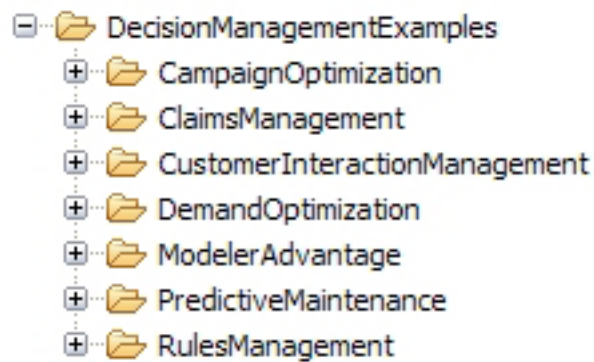 DecisionManagementExamples
CampaignOptimization
ClaimsManagement
CustomerInteractionManagement
DemandOptimization
ModelerAdvantage
PredictiveMaintenance
RulesManagement